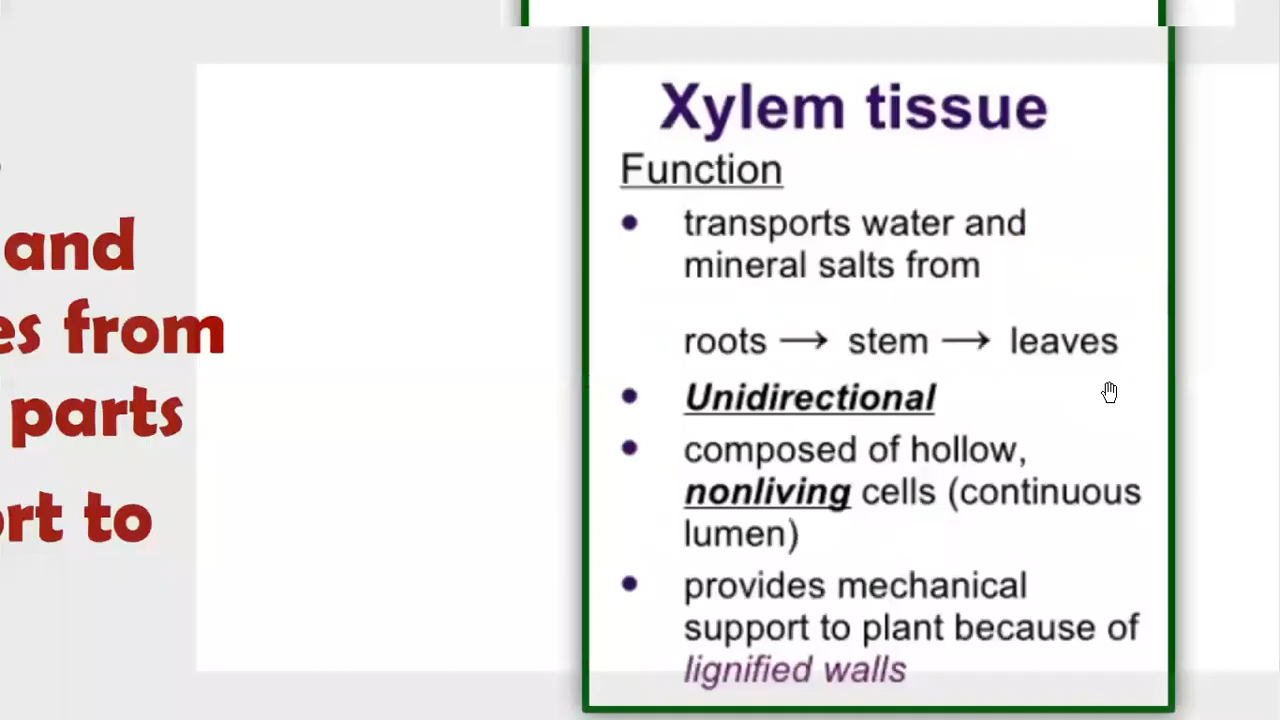 and
es from
parts
ort to
Xylem tissue
Function
• transports water and
mineral salts from
roots → stem → leaves
• Unidirectional
• composed of hollow,
nonliving cells (continuous
lumen)
• provides mechanical
support to plant because of
lignified walls